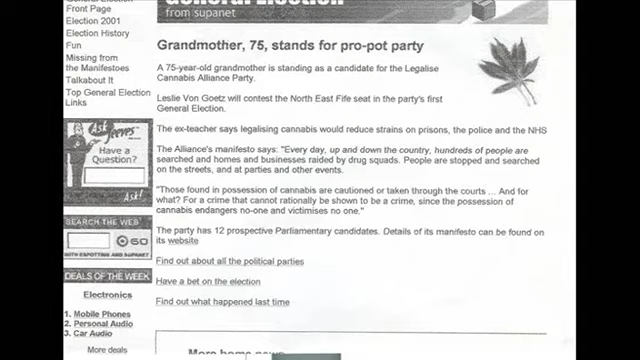 General Election
from supanet
General Election
Front Page
Election 2001
Election History
Fun
Missing from
the Manifestoes
Talkabout It
Top General Election
Links
Ask Jeeves
Have a
Question?
Ask!
SEARCH THE WEB
GO
WITH ESPOTTING AND SUPANET
DEALS OF THE WEEK
Electronics
1. Mobile Phones
2. Personal Audio
3. Car Audio
More deals
Grandmother, 75, stands for pro-pot party
A 75-year-old grandmother is standing as a candidate for the Legalise
Cannabis Alliance Party.
Leslie Von Goetz will contest the North East Fife seat in the party's first
General Election.
The ex-teacher says legalising cannabis would reduce strains on prisons, the police and the NHS
The Alliance's manifesto says: "Every day, up and down the country, hundreds of people are
searched and homes and businesses raided by drug squads. People are stopped and searched
on the streets, and at parties and other events.
"Those found in possession of cannabis are cautioned or taken through the courts ... And for
what? For a crime that cannot rationally be shown to be a crime, since the possession of
cannabis endangers no-one and victimises no one."
The party has 12 prospective Parliamentary candidates. Details of its manifesto can be found on
its website
Find out about all the political parties
Have a bet on the election
Find out what happened last time
More home news